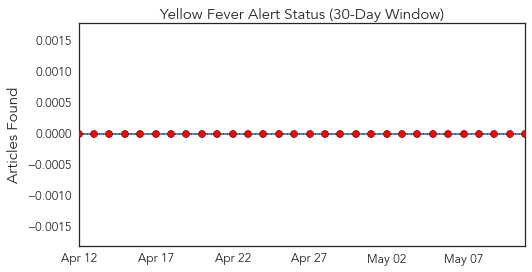 Yellow Fever Alert Status (30-Day Window)
Articles Found
0.0015
0.0010
0.0005
0.0000
−0.0005
−0.0010
−0.0015
Apr 12
Apr 17
Apr 22
Apr 27
May 02
May 07